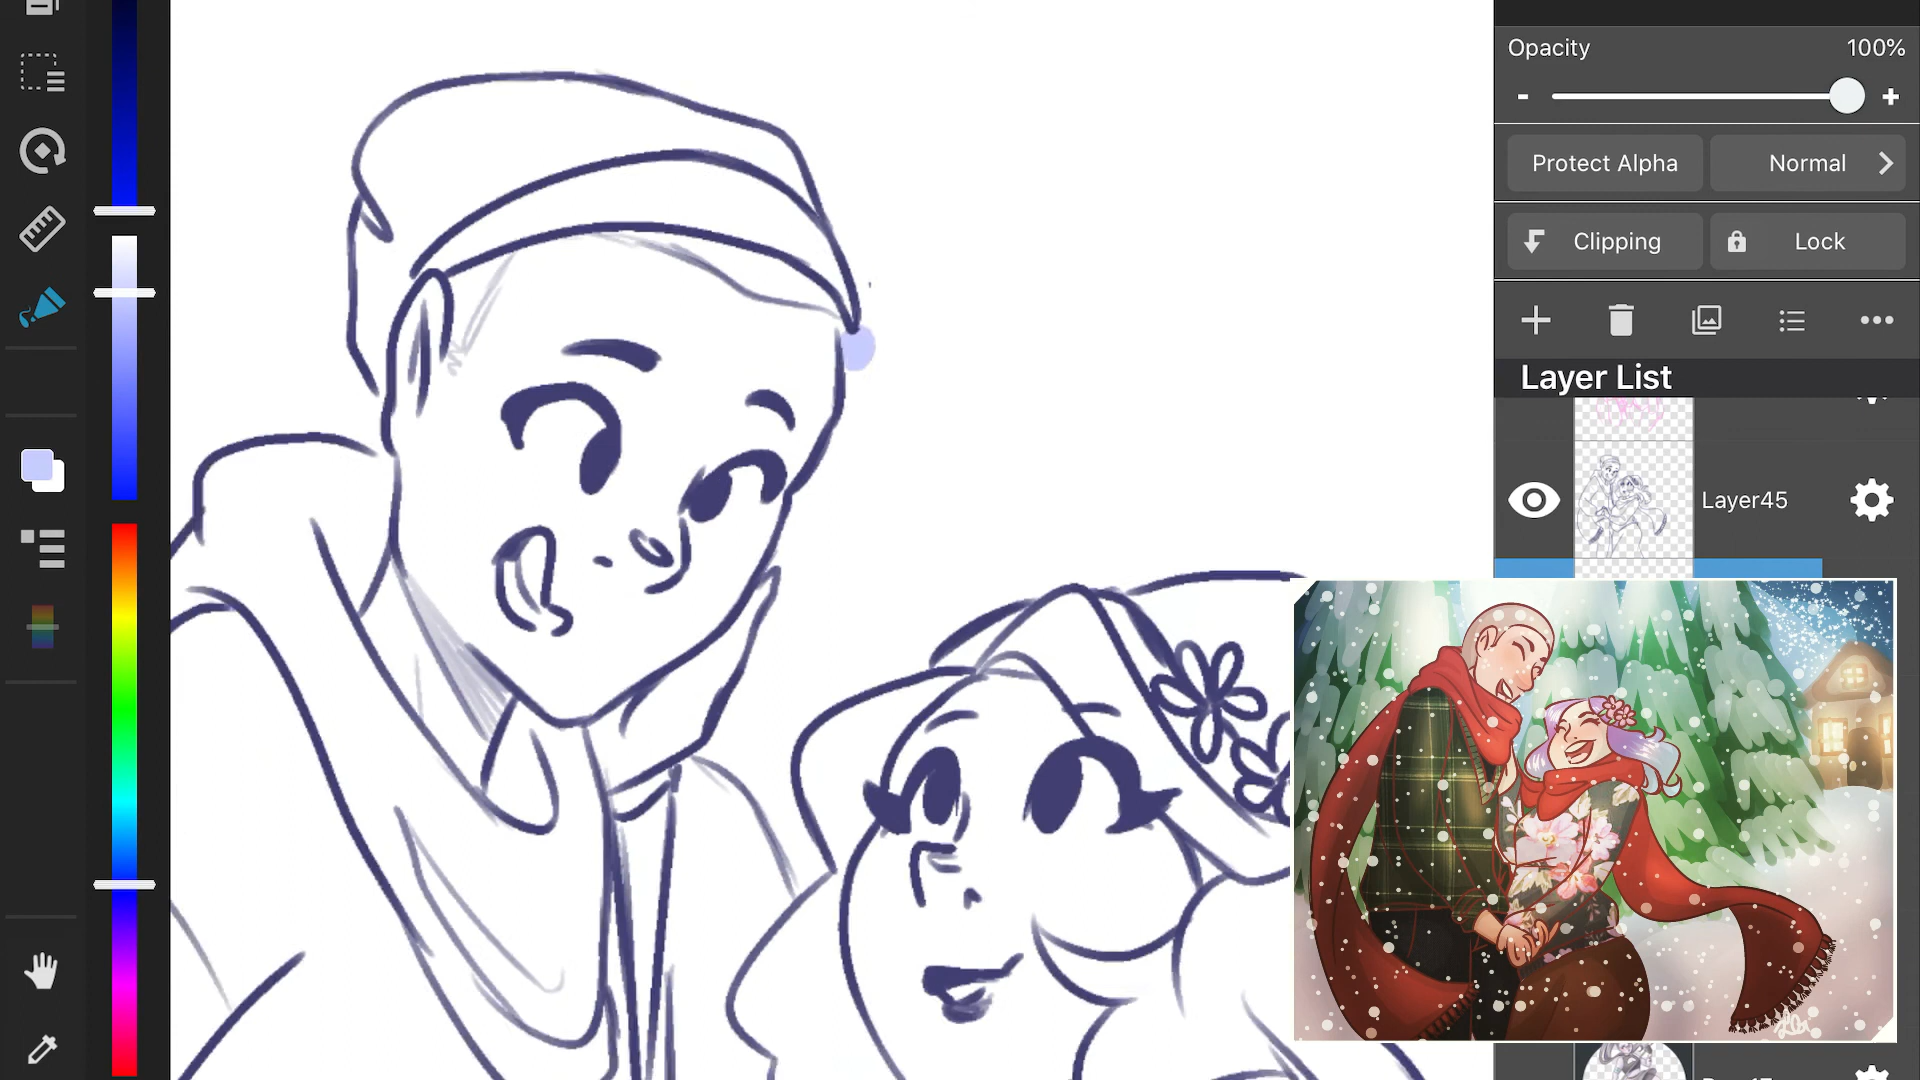 Opacity 100%
- +
Protect Alpha Normal
Clipping Lock
Layer List
Layer45